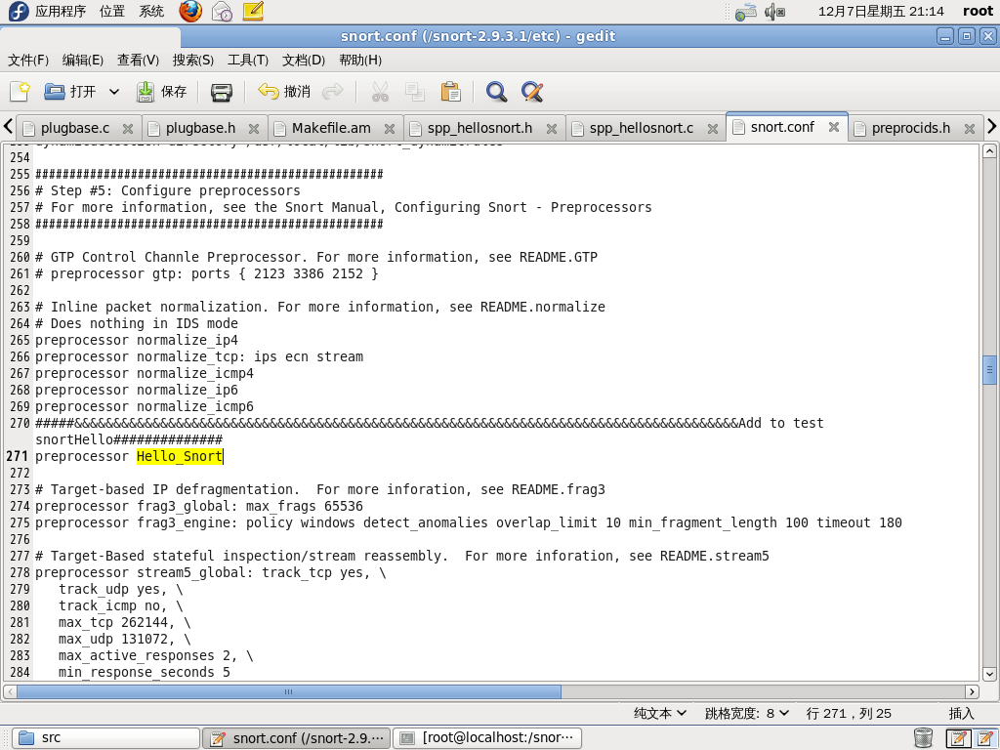 应用程序 位置 系统 12月7日星期五 21:14 root
snort.conf (/snort-2.9.3.1/etc) - gedit
文件(F) 编辑(E) 查看(V) 搜索(S) 工具(T) 文档(D) 帮助(H)
打开 保存 撤消
plugbase.c plugbase.h Makefile.am spp_hellosnort.h spp_hellosnort.c snort.conf preprocids.h
254
255 ##############################################
256 # Step #5: Configure preprocessors
257 # For more information, see the Snort Manual, Configuring Snort - Preprocessors
258 ##############################################
259
260 # GTP Control Channle Preprocessor. For more information, see README.GTP
261 # preprocessor gtp: ports { 2123 3386 2152 }
262
263 # Inline packet normalization. For more information, see README.normalize
264 # Does nothing in IDS mode
265 preprocessor normalize_ip4
266 preprocessor normalize_tcp: ips ecn stream
267 preprocessor normalize_icmp4
268 preprocessor normalize_ip6
269 preprocessor normalize_icmp6
270 #####&&&&&&&&&&&&&&&&&&&&&&&&&&&&&&&&&&&&&&&&&&&&&&&&&&&&&&&&&&&&&&&&&&&&&&&&&&&&&&&&&&&&&Add to test
snortHello##############
271 preprocessor Hello_Snort
272
273 # Target-based IP defragmentation.  For more inforation, see README.frag3
274 preprocessor frag3_global: max_frags 65536
275 preprocessor frag3_engine: policy windows detect_anomalies overlap_limit 10 min_fragment_length 100 timeout 180
276
277 # Target-Based stateful inspection/stream reassembly.  For more inforation, see README.stream5
278 preprocessor stream5_global: track_tcp yes, \
279    track_udp yes, \
280    track_icmp no, \
281    max_tcp 262144, \
282    max_udp 131072, \
283    max_active_responses 2, \
284    min_response_seconds 5
纯文本 跳格宽度: 8 行 271，列 25 插入
src snort.conf (/snort-2.9.··· [root@localhost:/snor···